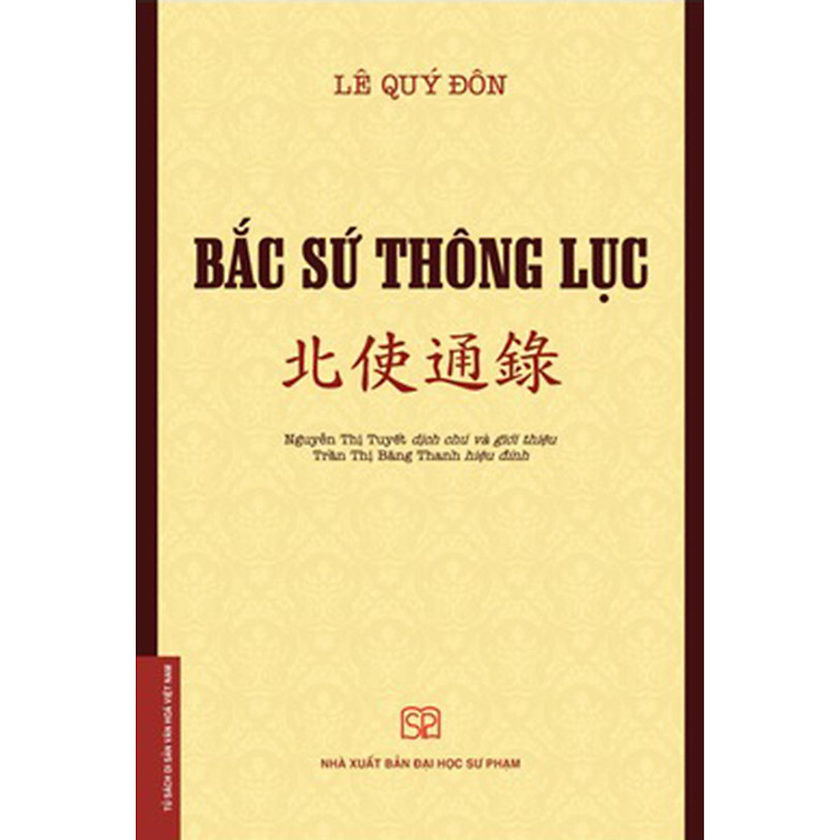 LÊ QUÝ ĐÔN
BẮC SỨ THÔNG LỤC
北使通錄
Nguyễn Thị Tuyết dịch chú và giới thiệu
Trần Thị Băng Thanh hiệu đính
TỦ SÁCH DI SẢN VĂN HOÁ VIỆT NAM
SP
NHÀ XUẤT BẢN ĐẠI HỌC SƯ PHẠM